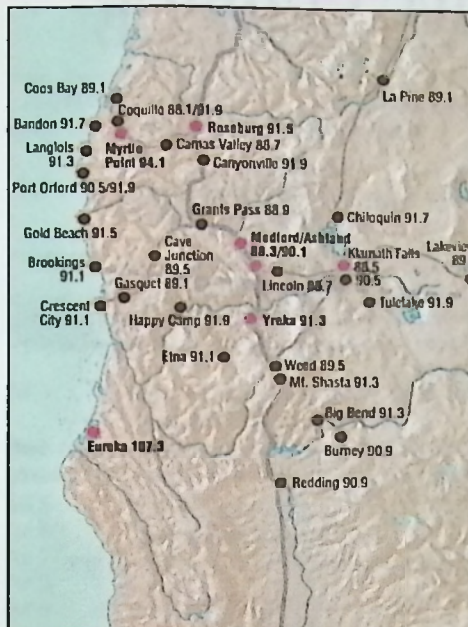 Coos Bay 89.1
La Pine 89.1
Coquille 88.1/91.9
Bandon 91.7
Roseburg 91.5
Langlois
91.3
Myrtle
Point 94.1
Camas Valley 88.7
Canyonville 91.9
Port Orford 90.5/91.9
Grants Pass 88.9
Gold Beach 91.5
Chiloquin 91.7
Medford/Ashland
88.3/90.1
Cave
Junction
89.5
Klamath Falls
88.5
90.5
Lakeview
89
Brookings
91.1
Lincoln 88.7
Gasquet 89.1
Crescent
City 91.1
Happy Camp 91.9
Yreka 91.3
Tulelake 91.9
Etna 91.1
Weed 89.5
Mt. Shasta 91.3
Big Bend 91.3
Eureka 107.3
Burney 90.9
Redding 90.9